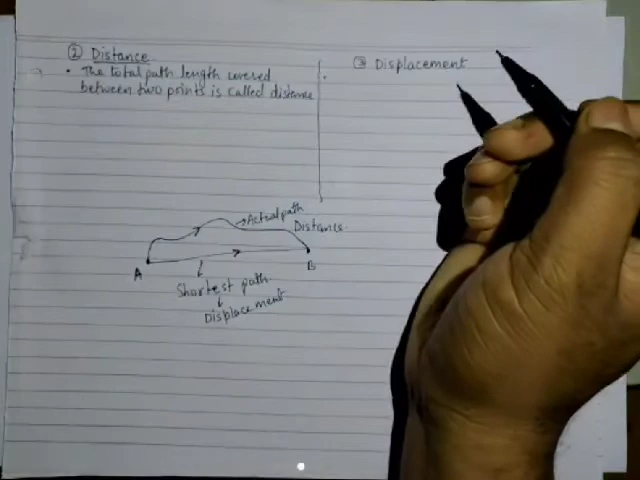 ② Distance
③ Displacement
• The total path length covered
between two points is called distance
→Actual path
Distance.
A
B
Shortest path
↓
Displacement